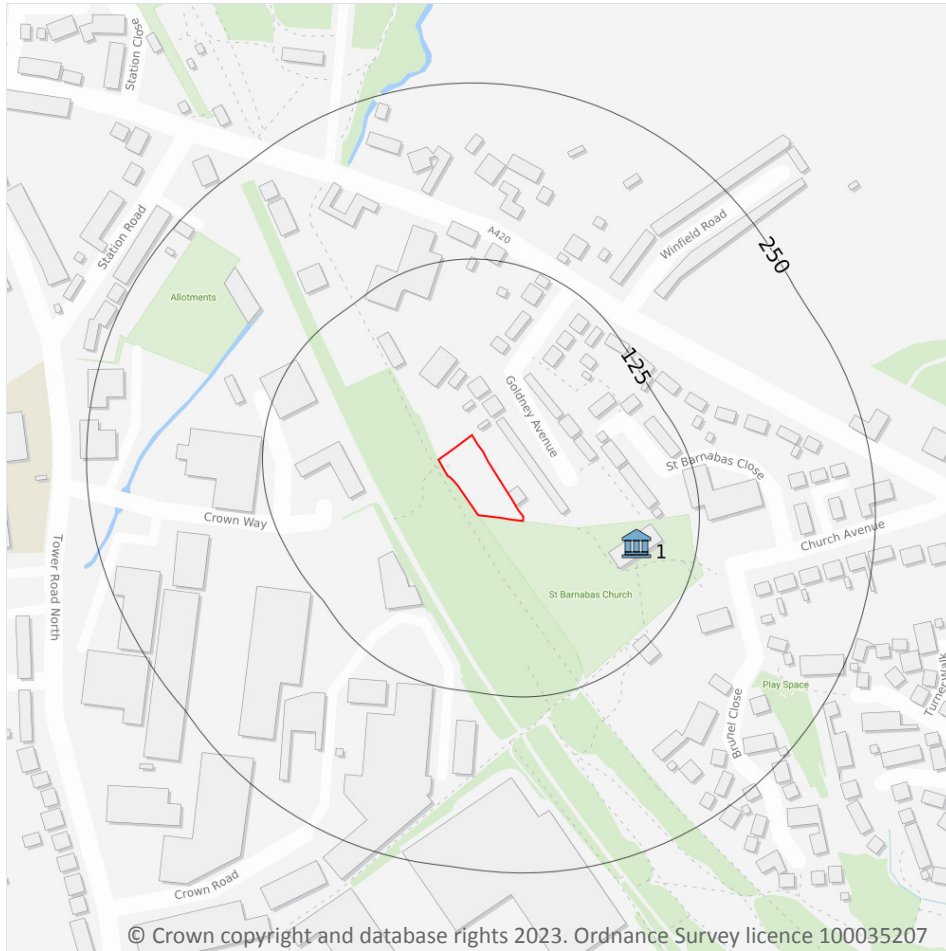 Station Close
Station Road
A420
Winfield Road
250
Allotments
125
Goldney Avenue
St Barnabas Close
Crown Way
Church Avenue
1
St Barnabas Church
Tower Road North
Play Space
Turner Walk
Brunel Close
Crown Road
© Crown copyright and database rights 2023. Ordnance Survey licence 100035207